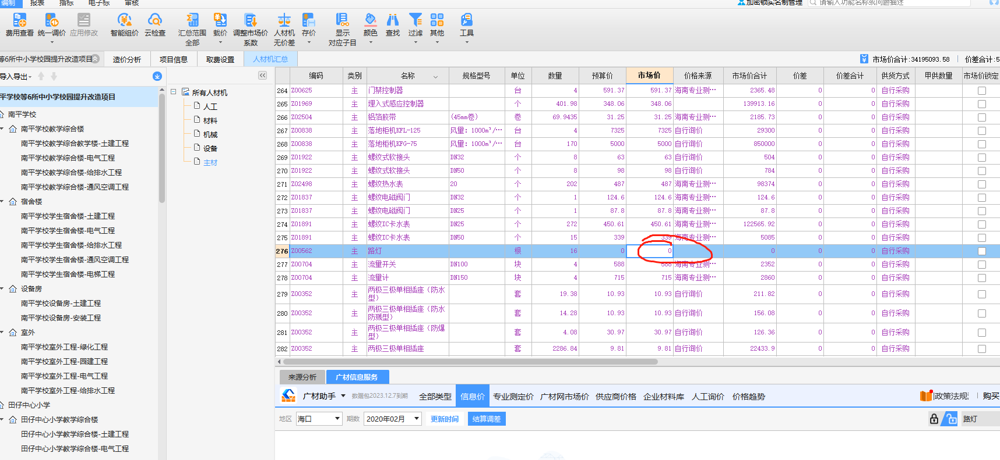 编制 报表 指标 电子标 审核 加密锁实名制管理 请输入功能名称或问题描述
费用查看 统一调价 应用修改 智能组价 云检查 汇总范围 载价 调整市场价 人材机 存价 显示 颜色 查找 过滤 其他 工具
全部 系数 无价差 对应子目
等6所中小学校园提升改造项目 造价分析 项目信息 取费设置 人材机汇总 市场价合计:34195093.58 价差合计:5
导入导出
平学校等6所中小学校园提升改造项目
南平学校
南平学校教学综合楼
南平学校教学综合教学楼-土建工程
南平学校教学综合楼-电气工程
南平学校教学综合楼-给排水工程
南平学校教学综合楼-通风空调工程
宿舍楼
南平学校学生宿舍楼-土建工程
南平学校学生宿舍楼-电气工程
南平学校学生宿舍楼-给排水工程
南平学校学生宿舍楼-通风空调工程
南平学校学生宿舍楼-电梯工程
设备房
南平学校设备房-土建工程
南平学校设备房-安装工程
室外
南平学校室外工程-绿化工程
南平学校室外工程-园建工程
南平学校室外工程-电气工程
南平学校室外工程-给排水工程
田仔中心小学
田仔中心小学教学综合楼
田仔中心小学教学综合楼-土建工程
田仔中心小学教学综合楼-电气工程
所有人材机
人工
材料
机械
设备
主材
编码 类别 名称 规格型号 单位 数量 预算价 市场价 价格来源 市场价合计 价差 价差合计 供货方式 甲供数量 市场价锁定
264 Z00625 主 门禁控制器 台 4 591.37 591.37 海南专业测… 2365.48 0 0 自行采购
265 Z01969 主 埋入式感应控制器 个 401.98 348.06 348.06 139913.16 0 0 自行采购
266 Z02504 主 铝箔胶带 (45mm卷) 卷 69.9435 31.25 31.25 海南专业测… 2185.73 0 0 自行采购
267 Z00838 主 落地柜机KFL-125 风量: 1000m³/… 台 4 7325 7325 自行询价 29300 0 0 自行采购
268 Z00838 主 落地柜机KFG-75 风量: 1000m³/… 台 170 5000 5000 自行询价 850000 0 0 自行采购
269 Z01922 主 螺纹式软接头 DN32 个 8 63 63 自行询价 504 0 0 自行采购
270 Z01922 主 螺纹式软接头 DN50 个 8 98 98 自行询价 784 0 0 自行采购
271 Z02498 主 螺纹热水表 20 个 202 487 487 海南专业测… 98374 0 0 自行采购
272 Z01837 主 螺纹电磁阀门 DN32 个 1 124.6 124.6 海南专业测… 124.6 0 0 自行采购
273 Z01837 主 螺纹电磁阀门 DN25 个 1 87.8 87.8 海南专业测… 87.8 0 0 自行采购
274 Z01891 主 螺纹IC卡水表 DN25 个 272 450.61 450.61 海南专业测… 122565.92 0 0 自行采购
275 Z01891 主 螺纹IC卡水表 DN50 个 15 339 339 海南专业测… 5085 0 0 自行采购
276 Z00562 主 路灯 根 16 0 0 0 0 0 自行采购
277 Z00704 主 流量开关 DN100 块 4 588 588 海南专业测… 2352 0 0 自行采购
278 Z00704 主 流量计 DN150 块 4 715 715 海南专业测… 2860 0 0 自行采购
279 Z00352 主 两极三极单相插座（防水型） 套 19.38 10.93 10.93 自行询价 211.82 0 0 自行采购
280 Z00352 主 两极三极单相插座（防水防溅型） 套 14.28 10.93 10.93 自行询价 156.08 0 0 自行采购
281 Z00352 主 两极三极单相插座（防爆型） 套 4.08 30.97 30.97 自行询价 126.36 0 0 自行采购
282 Z00352 主 两极三极单相插座 套 2286.84 9.81 9.81 自行询价 22433.9 0 0 自行采购
来源分析 广材信息服务
广材助手 数据包2023.12.7到期 全部类型 信息价 专业测定价 广材网市场价 供应商价格 企业材料库 人工询价 价格趋势 政策法规 购买
地区 海口 期数 2020年02月 更新时间 结算调差 路灯